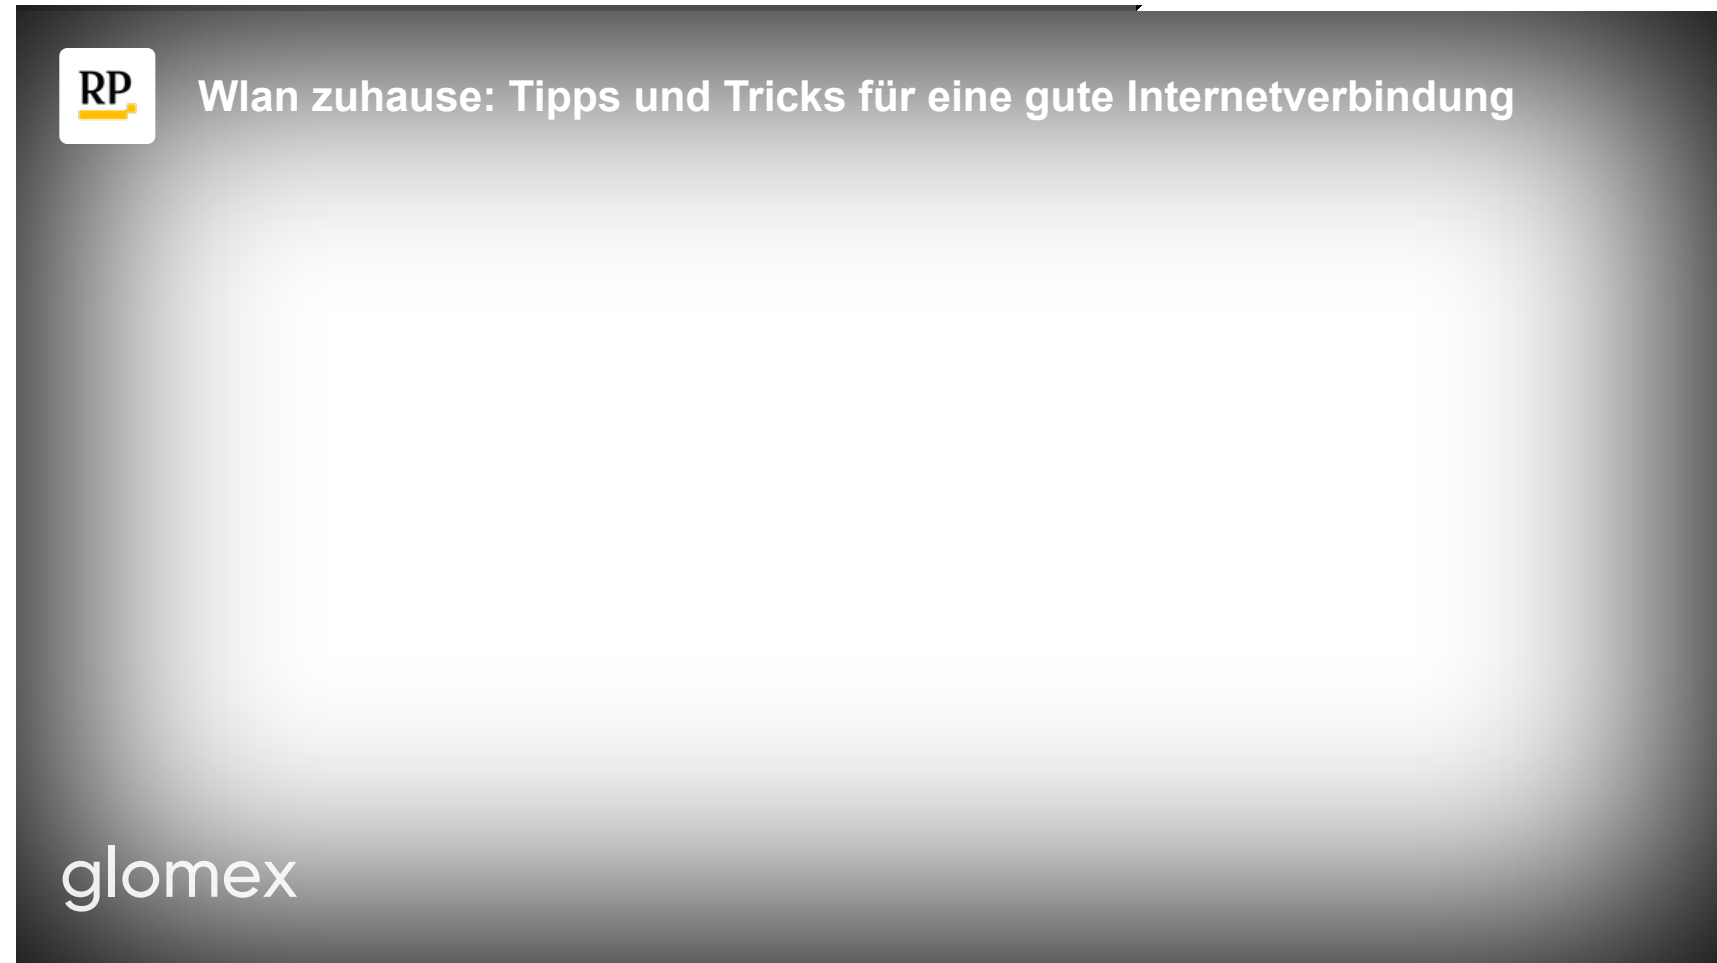 RP
Wlan zuhause: Tipps und Tricks für eine gute Internetverbindung
glomex